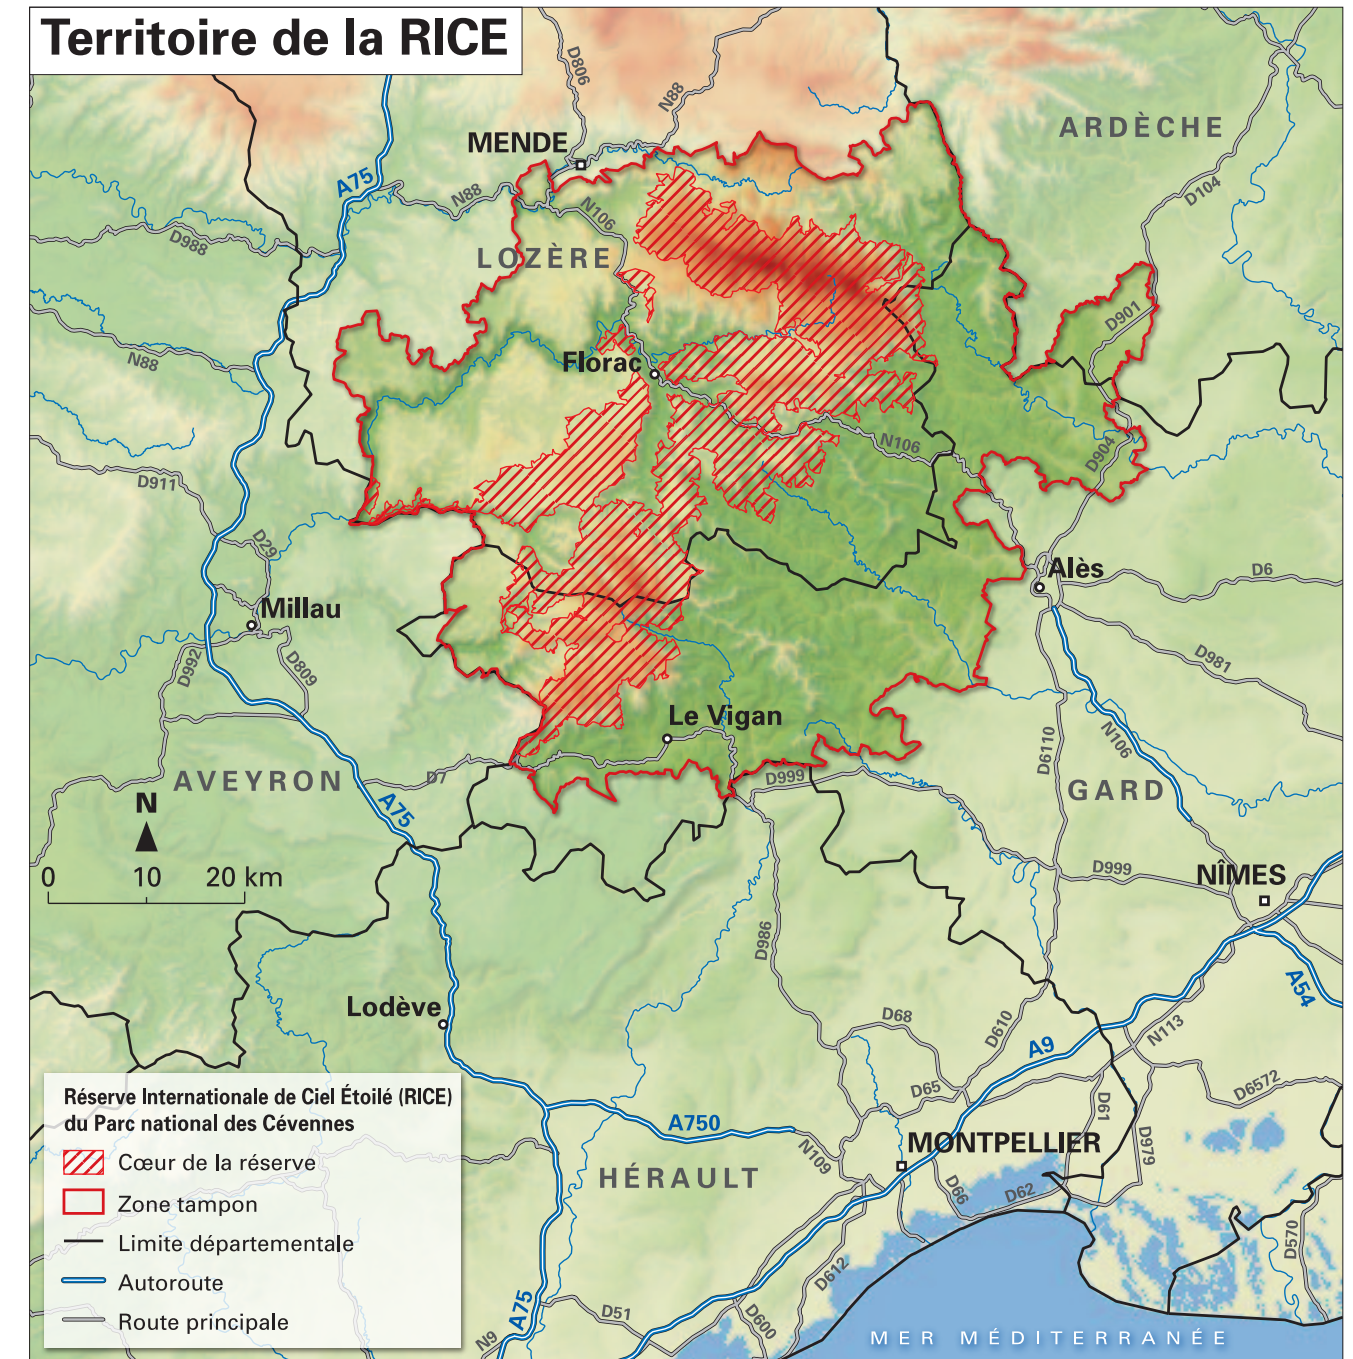 Territoire de la RICE
D806
N88
ARDÈCHE
MENDE
A75
N88
N106
D104
D988
LOZÈRE
D901
N88
Florac
N106
D904
D911
D29
Alès
D6
Millau
D992
D809
D981
Le Vigan
N106
D6110
D7
D999
AVEYRON
GARD
N
A75
0 10 20 km
D999
NÎMES
D986
A54
Lodève
D68
D610
N113
A9
D65
D61
D6572
A750
N109
MONTPELLIER
D979
HÉRAULT
D66
D62
D570
D612
A75
D51
D600
N9
MER MÉDITERRANÉE
Réserve Internationale de Ciel Étoilé (RICE)
du Parc national des Cévennes
Cœur de la réserve
Zone tampon
Limite départementale
Autoroute
Route principale